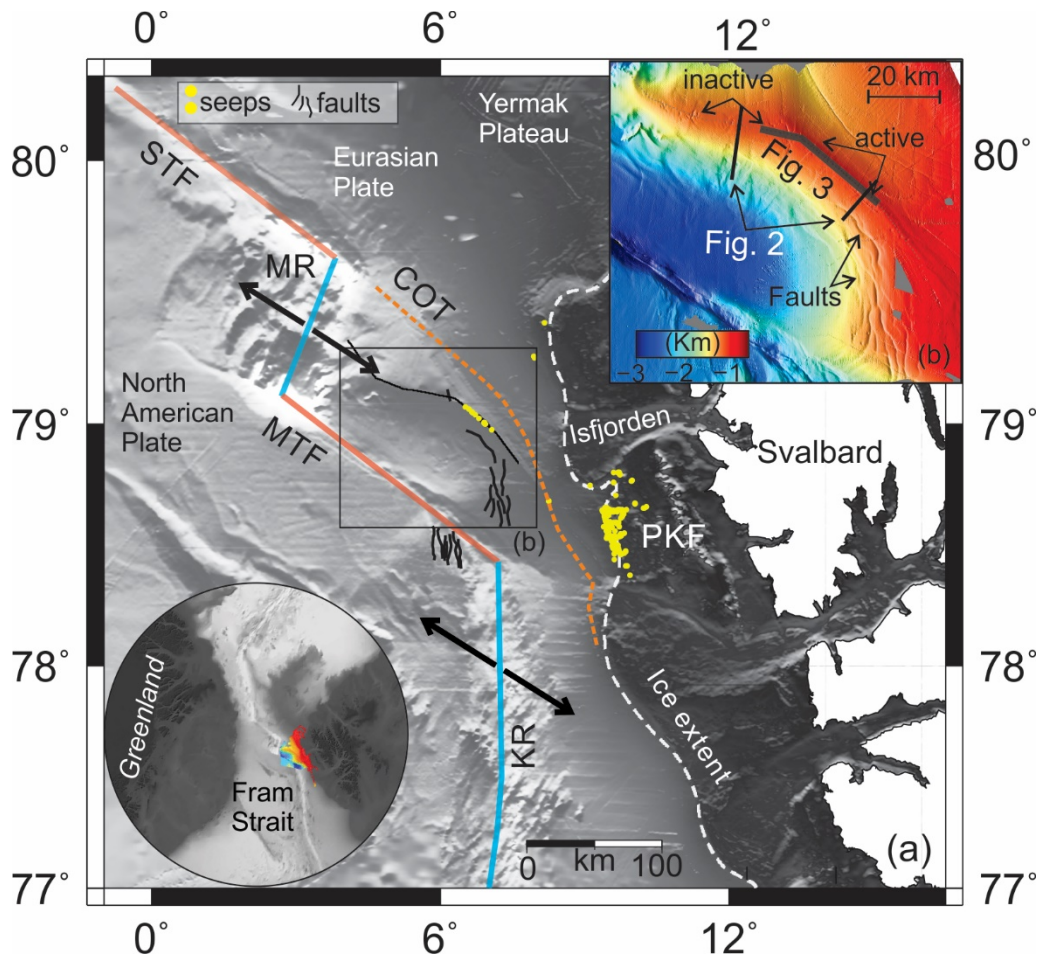 0° 6° 12°
seeps faults
Yermak
Plateau
Eurasian
Plate
80°
STF
MR
COT
79°
North
American
Plate
MTF
(b)
inactive
20 km
active
Fig. 3
Fig. 2
Faults
(Km)
−3 −2 −1
(b)
80°
79°
Isfjorden
Svalbard
PKF
78°
78°
Greenland
Fram
Strait
KR
Ice extent
0 km 100
(a)
77°
77°
0° 6° 12°